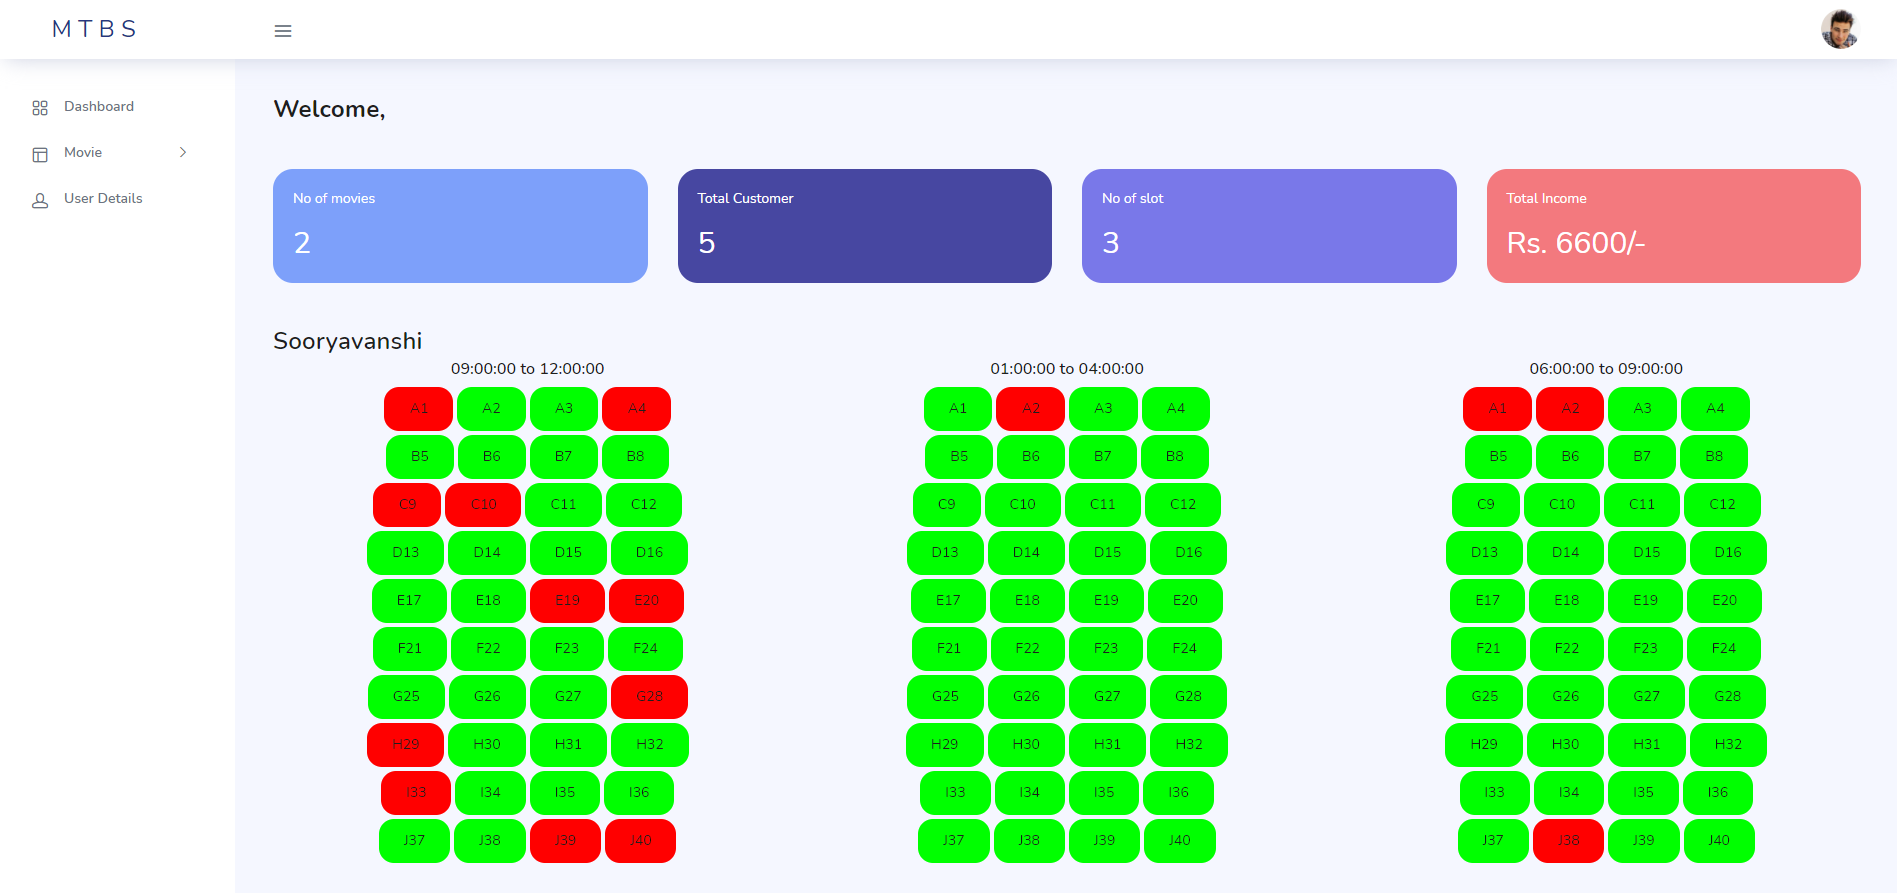 M T B S
Dashboard
Movie
User Details
Welcome,
No of movies
2
Total Customer
5
No of slot
3
Total Income
Rs. 6600/-
Sooryavanshi
09:00:00 to 12:00:00
A1 A2 A3 A4
B5 B6 B7 B8
C9 C10 C11 C12
D13 D14 D15 D16
E17 E18 E19 E20
F21 F22 F23 F24
G25 G26 G27 G28
H29 H30 H31 H32
I33 I34 I35 I36
J37 J38 J39 J40
01:00:00 to 04:00:00
A1 A2 A3 A4
B5 B6 B7 B8
C9 C10 C11 C12
D13 D14 D15 D16
E17 E18 E19 E20
F21 F22 F23 F24
G25 G26 G27 G28
H29 H30 H31 H32
I33 I34 I35 I36
J37 J38 J39 J40
06:00:00 to 09:00:00
A1 A2 A3 A4
B5 B6 B7 B8
C9 C10 C11 C12
D13 D14 D15 D16
E17 E18 E19 E20
F21 F22 F23 F24
G25 G26 G27 G28
H29 H30 H31 H32
I33 I34 I35 I36
J37 J38 J39 J40